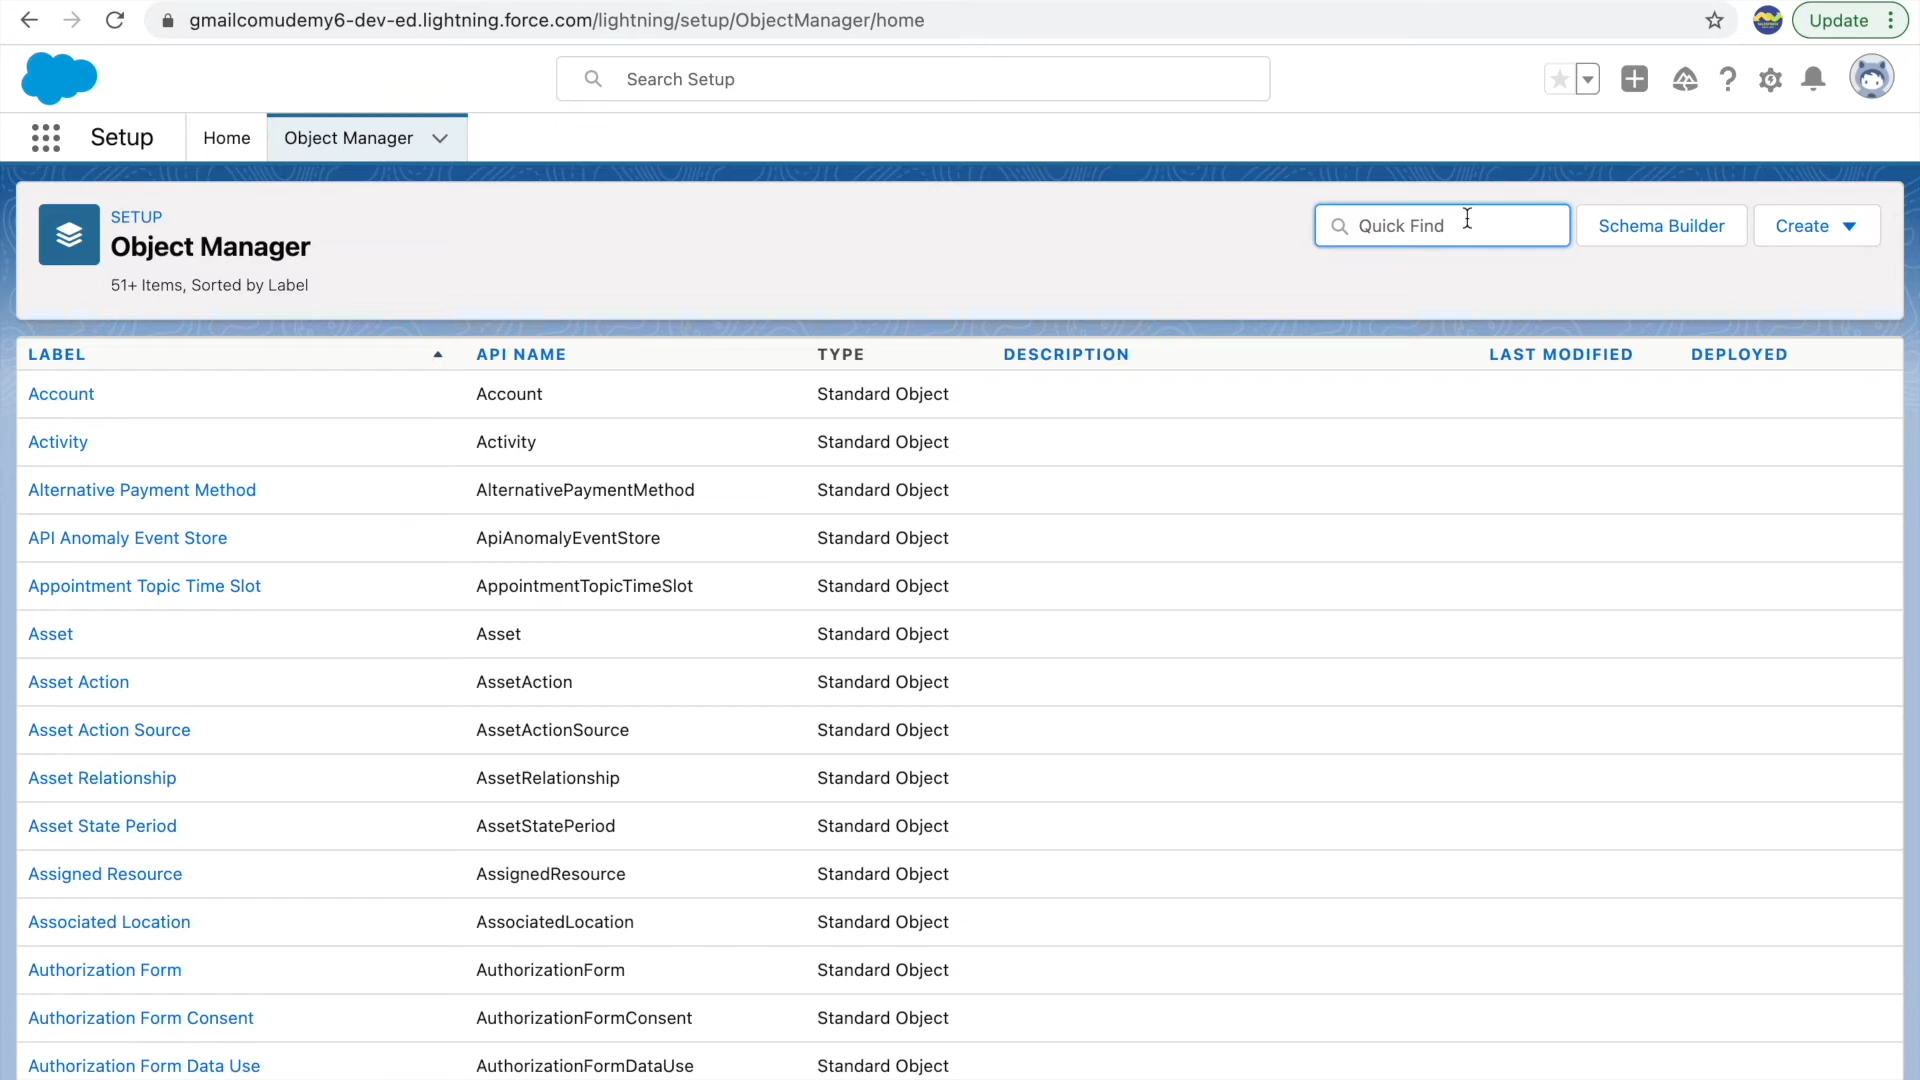 gmailcomudemy6-dev-ed.lightning.force.com/lightning/setup/ObjectManager/home
Update
Search Setup
Setup
Home
Object Manager
SETUP
Object Manager
51+ Items, Sorted by Label
Quick Find
Schema Builder
Create
LABEL API NAME TYPE DESCRIPTION LAST MODIFIED DEPLOYED
Account Account Standard Object
Activity Activity Standard Object
Alternative Payment Method AlternativePaymentMethod Standard Object
API Anomaly Event Store ApiAnomalyEventStore Standard Object
Appointment Topic Time Slot AppointmentTopicTimeSlot Standard Object
Asset Asset Standard Object
Asset Action AssetAction Standard Object
Asset Action Source AssetActionSource Standard Object
Asset Relationship AssetRelationship Standard Object
Asset State Period AssetStatePeriod Standard Object
Assigned Resource AssignedResource Standard Object
Associated Location AssociatedLocation Standard Object
Authorization Form AuthorizationForm Standard Object
Authorization Form Consent AuthorizationFormConsent Standard Object
Authorization Form Data Use AuthorizationFormDataUse Standard Object